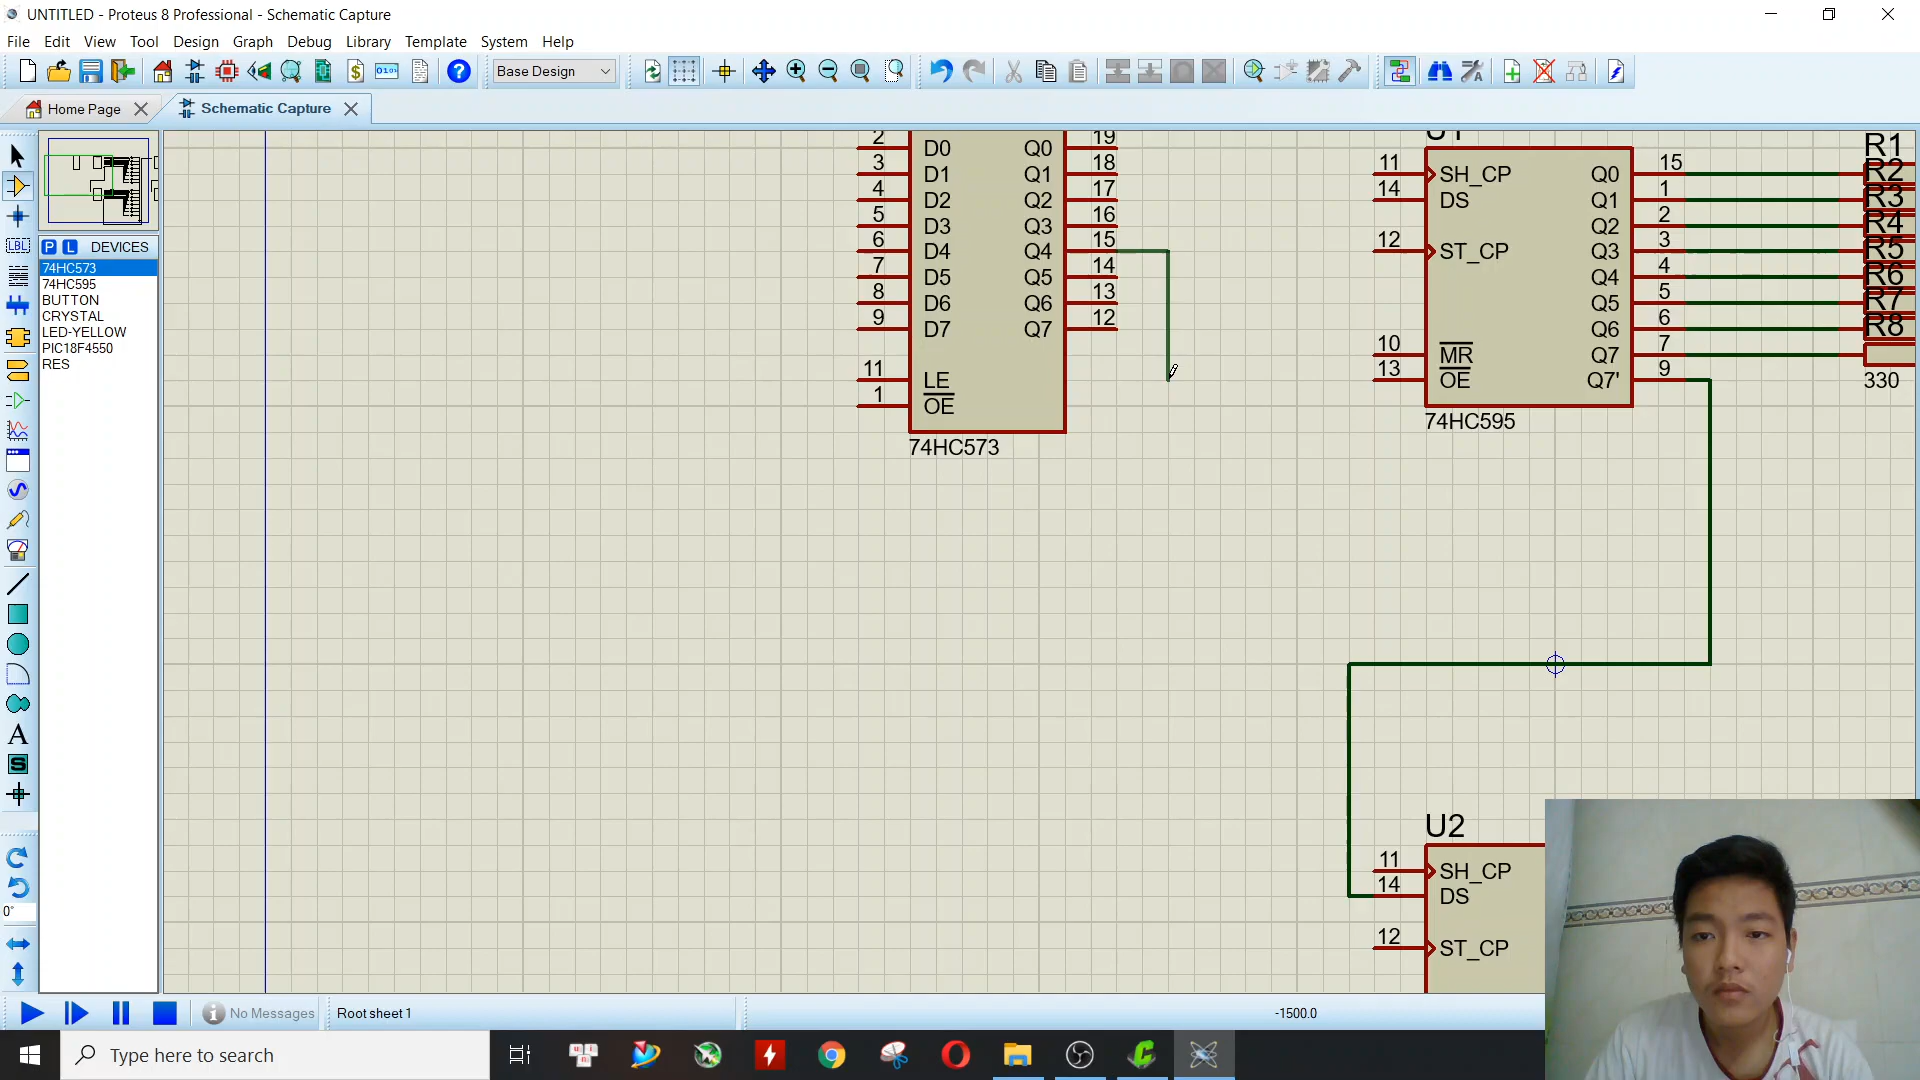 UNTITLED - Proteus 8 Professional - Schematic Capture
File Edit View Tool Design Graph Debug Library Template System Help
Base Design
Home Page Schematic Capture
P L DEVICES
74HC573
74HC595
BUTTON
CRYSTAL
LED-YELLOW
PIC18F4550
RES
LBL
A
S
0°
2 D0 Q0 19
3 D1 Q1 18
4 D2 Q2 17
5 D3 Q3 16
6 D4 Q4 15
7 D5 Q5 14
8 D6 Q6 13
9 D7 Q7 12
11 LE
1 OE
74HC573
U1
11 SH_CP Q0 15
14 DS Q1 1
Q2 2
12 ST_CP Q3 3
Q4 4
Q5 5
Q6 6
10 MR Q7 7
13 OE Q7' 9
74HC595
R1
R2
R3
R4
R5
R6
R7
R8
330
U2
11 SH_CP
14 DS
12 ST_CP
No Messages Root sheet 1 -1500.0
Type here to search